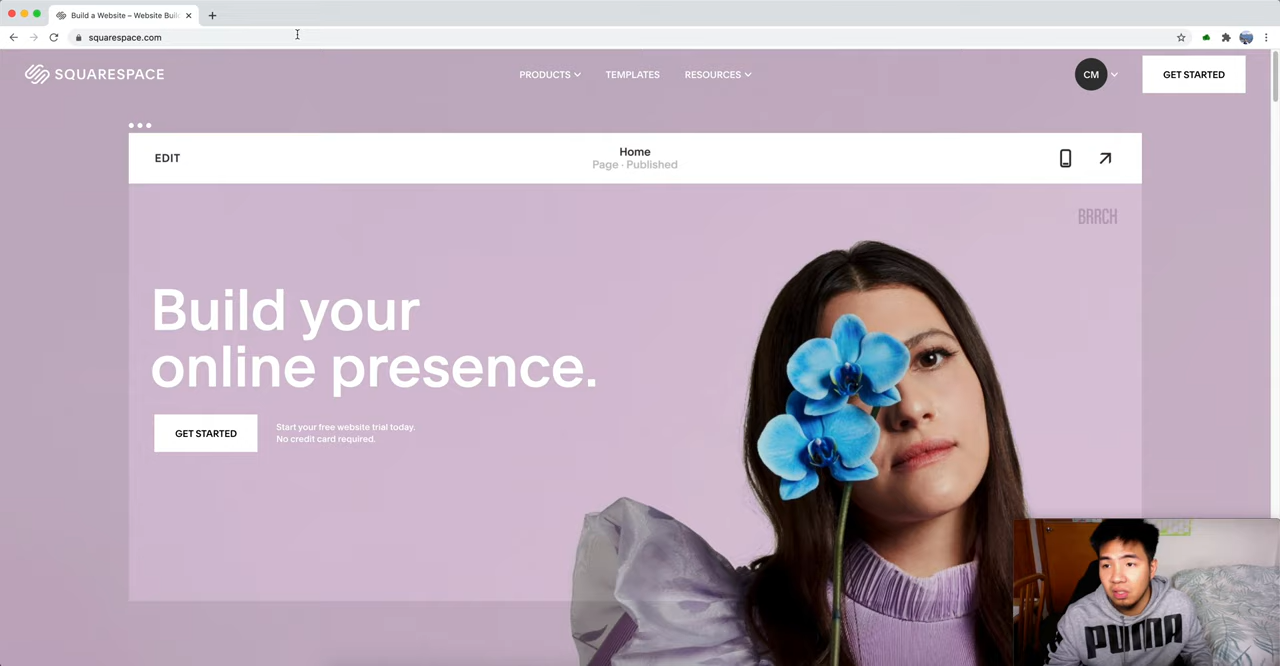 Build a Website – Website Buil
squarespace.com
SQUARESPACE
PRODUCTS
TEMPLATES
RESOURCES
CM
GET STARTED
EDIT
Home
Page · Published
BRRCH
Build your
online presence.
GET STARTED
Start your free website trial today.
No credit card required.
PUMA